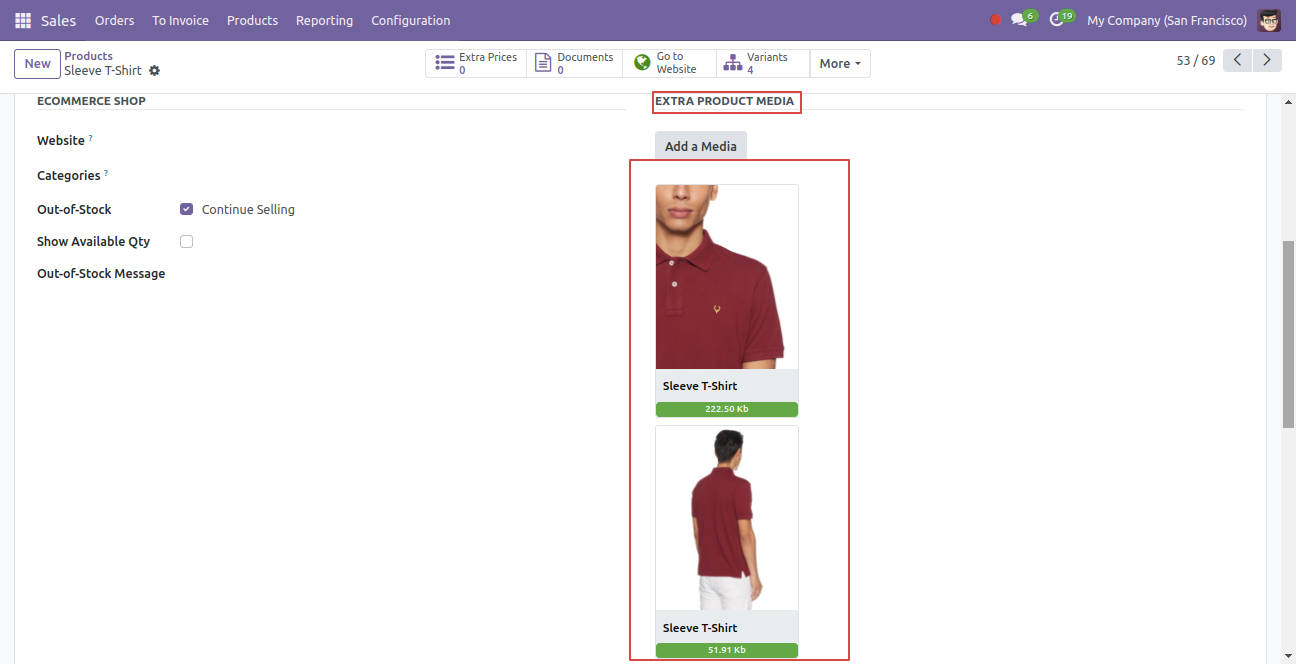 Sales Orders To Invoice Products Reporting Configuration 6 19 My Company (San Francisco)
New Products Sleeve T-Shirt
Extra Prices 0 Documents 0 Go to Website Variants 4 More 53 / 69
ECOMMERCE SHOP
Website ?
Categories ?
Out-of-Stock Continue Selling
Show Available Qty
Out-of-Stock Message
EXTRA PRODUCT MEDIA
Add a Media
Sleeve T-Shirt
222.50 Kb
Sleeve T-Shirt
51.91 Kb